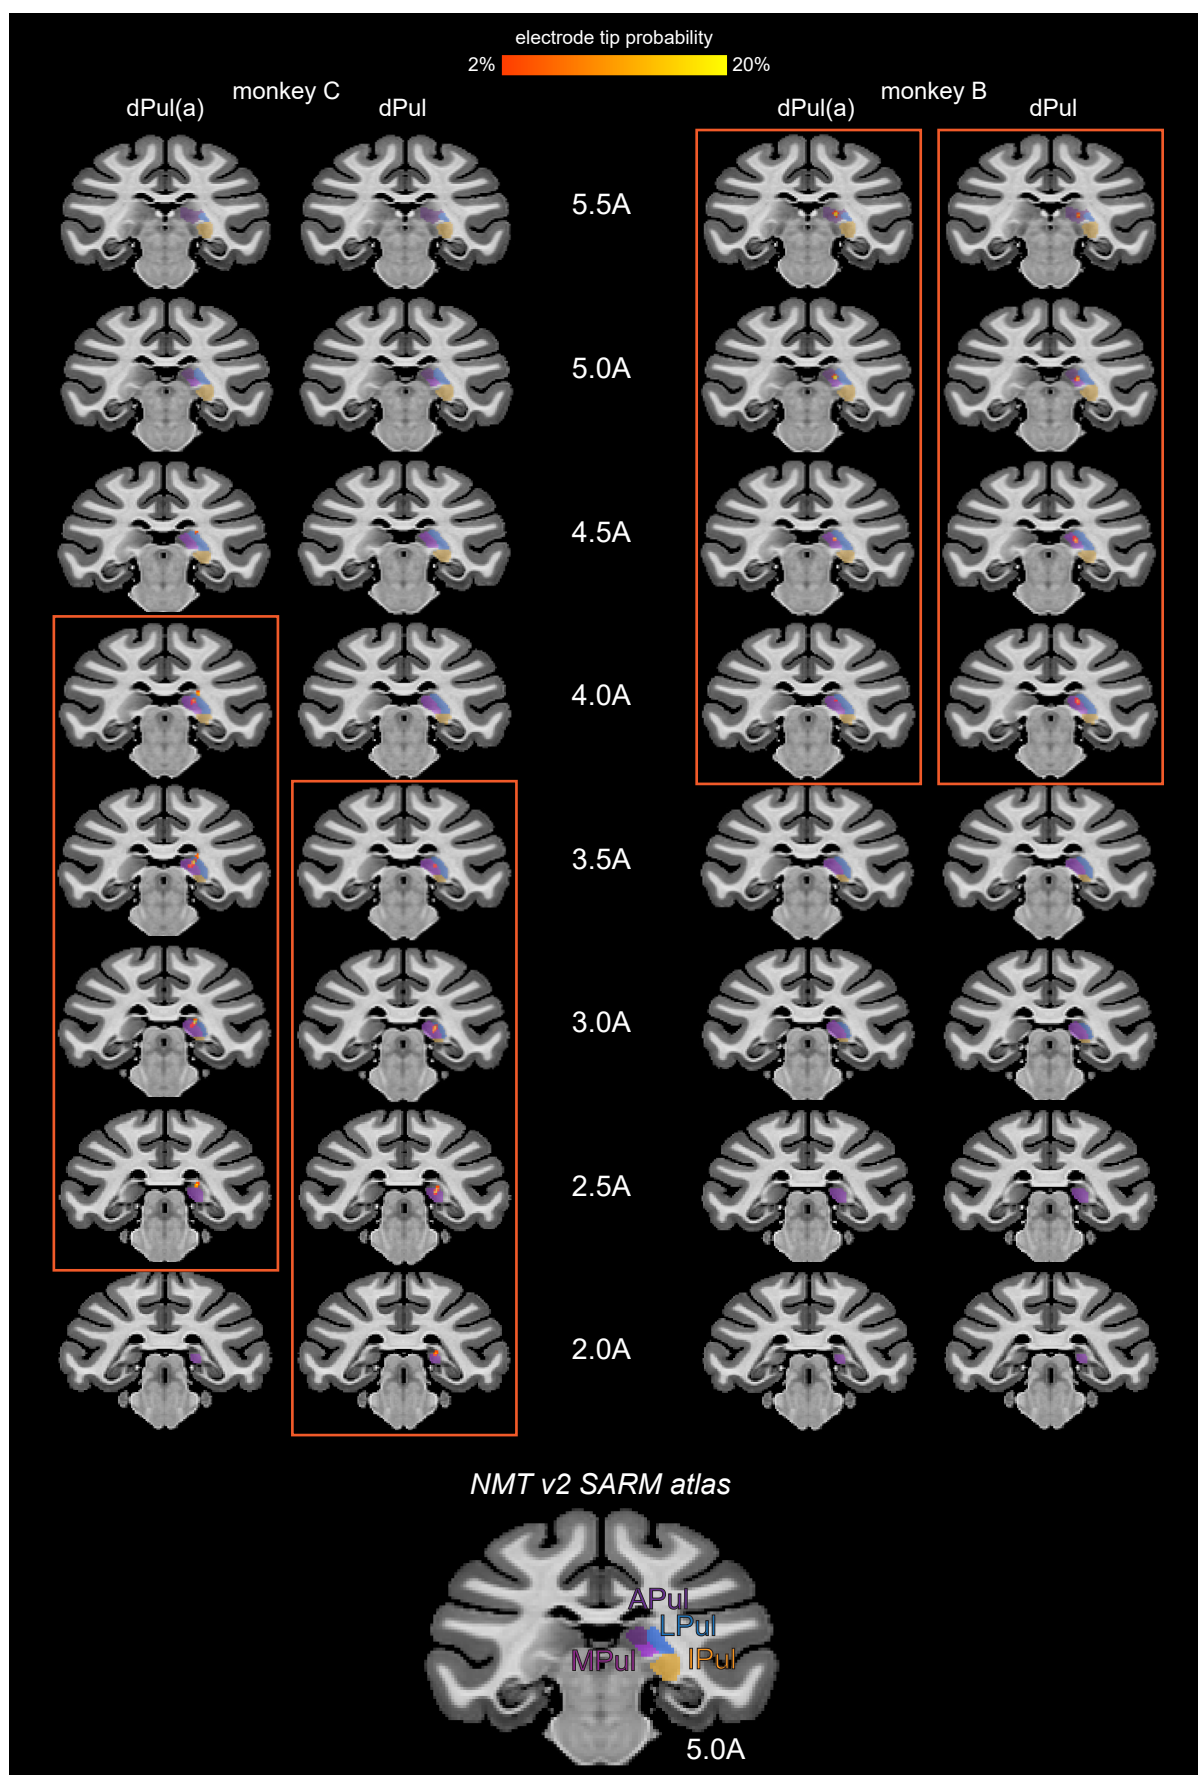 electrode tip probability
2% 20%
monkey C monkey B
dPul(a) dPul dPul(a) dPul
5.5A
5.0A
4.5A
4.0A
3.5A
3.0A
2.5A
2.0A
NMT v2 SARM atlas
APul
LPul
MPul IPul
5.0A